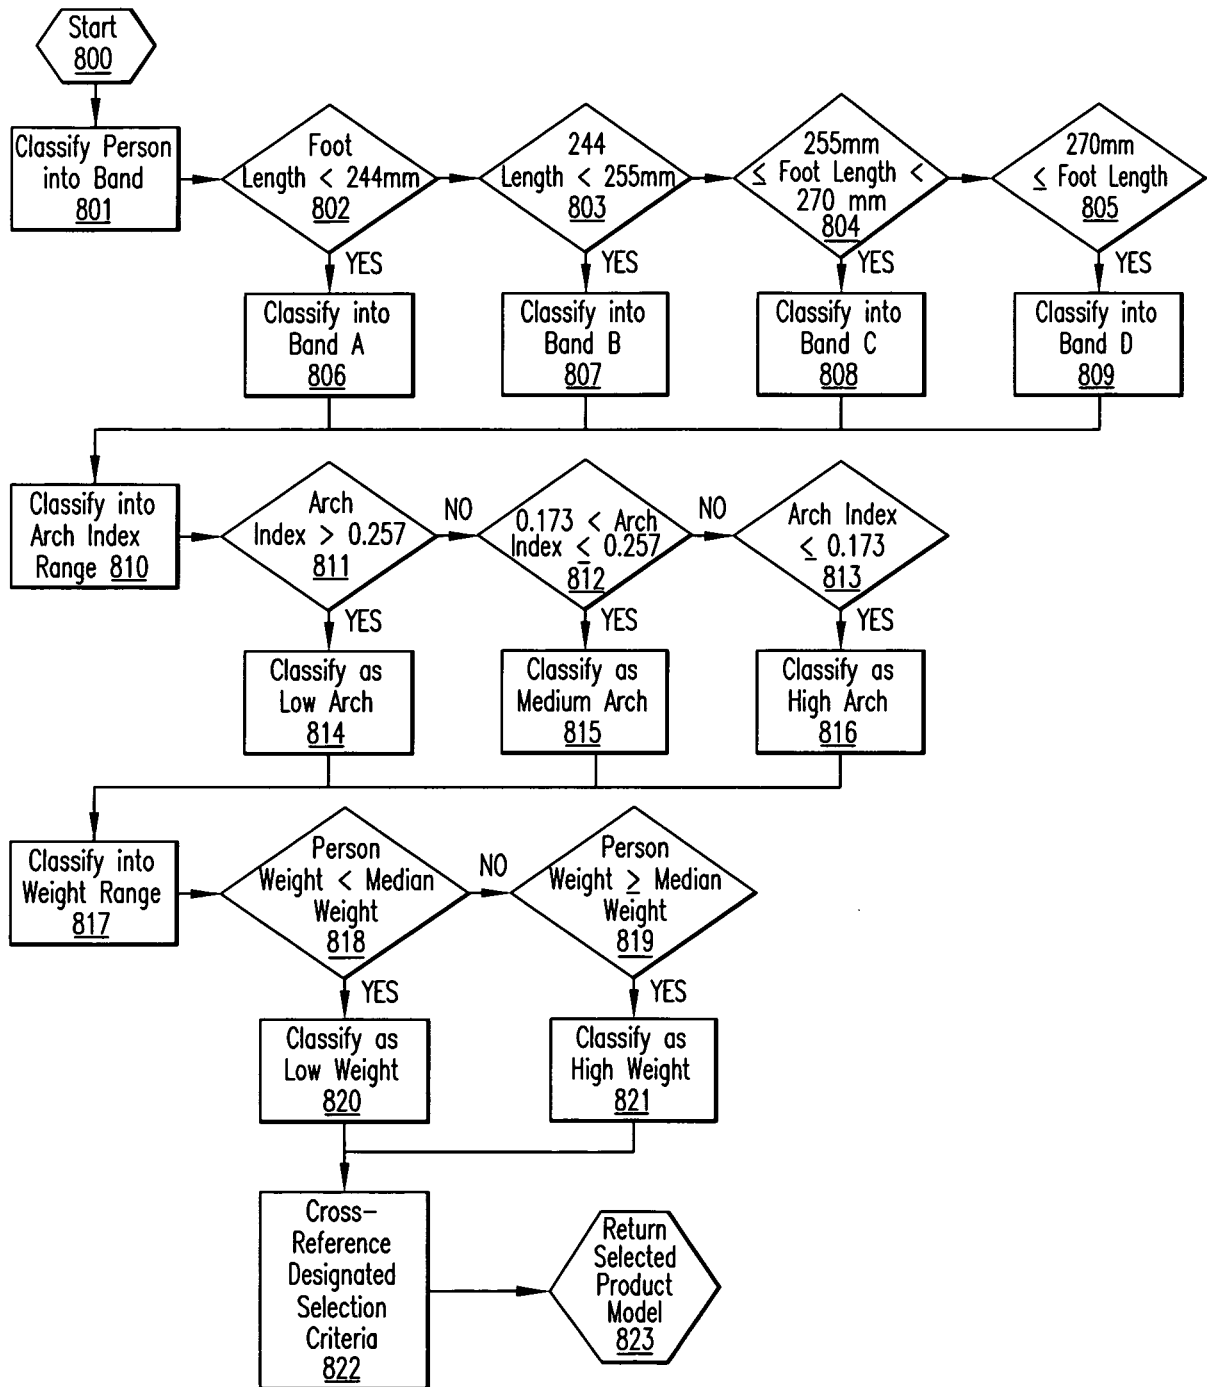 Start
800
Classify Person
into Band
801
Foot
Length < 244mm
802
244
Length < 255mm
803
255mm
≤ Foot Length <
270 mm
804
270mm
≤ Foot Length
805
YES
YES
YES
YES
Classify into
Band A
806
Classify into
Band B
807
Classify into
Band C
808
Classify into
Band D
809
Classify into
Arch Index
Range 810
Arch
Index > 0.257
811
NO
0.173 < Arch
Index ≤ 0.257
812
NO
Arch Index
≤ 0.173
813
YES
YES
YES
Classify as
Low Arch
814
Classify as
Medium Arch
815
Classify as
High Arch
816
Classify into
Weight Range
817
Person
Weight < Median
Weight
818
NO
Person
Weight ≥ Median
Weight
819
YES
YES
Classify as
Low Weight
820
Classify as
High Weight
821
Cross-
Reference
Designated
Selection
Criteria
822
Return
Selected
Product
Model
823